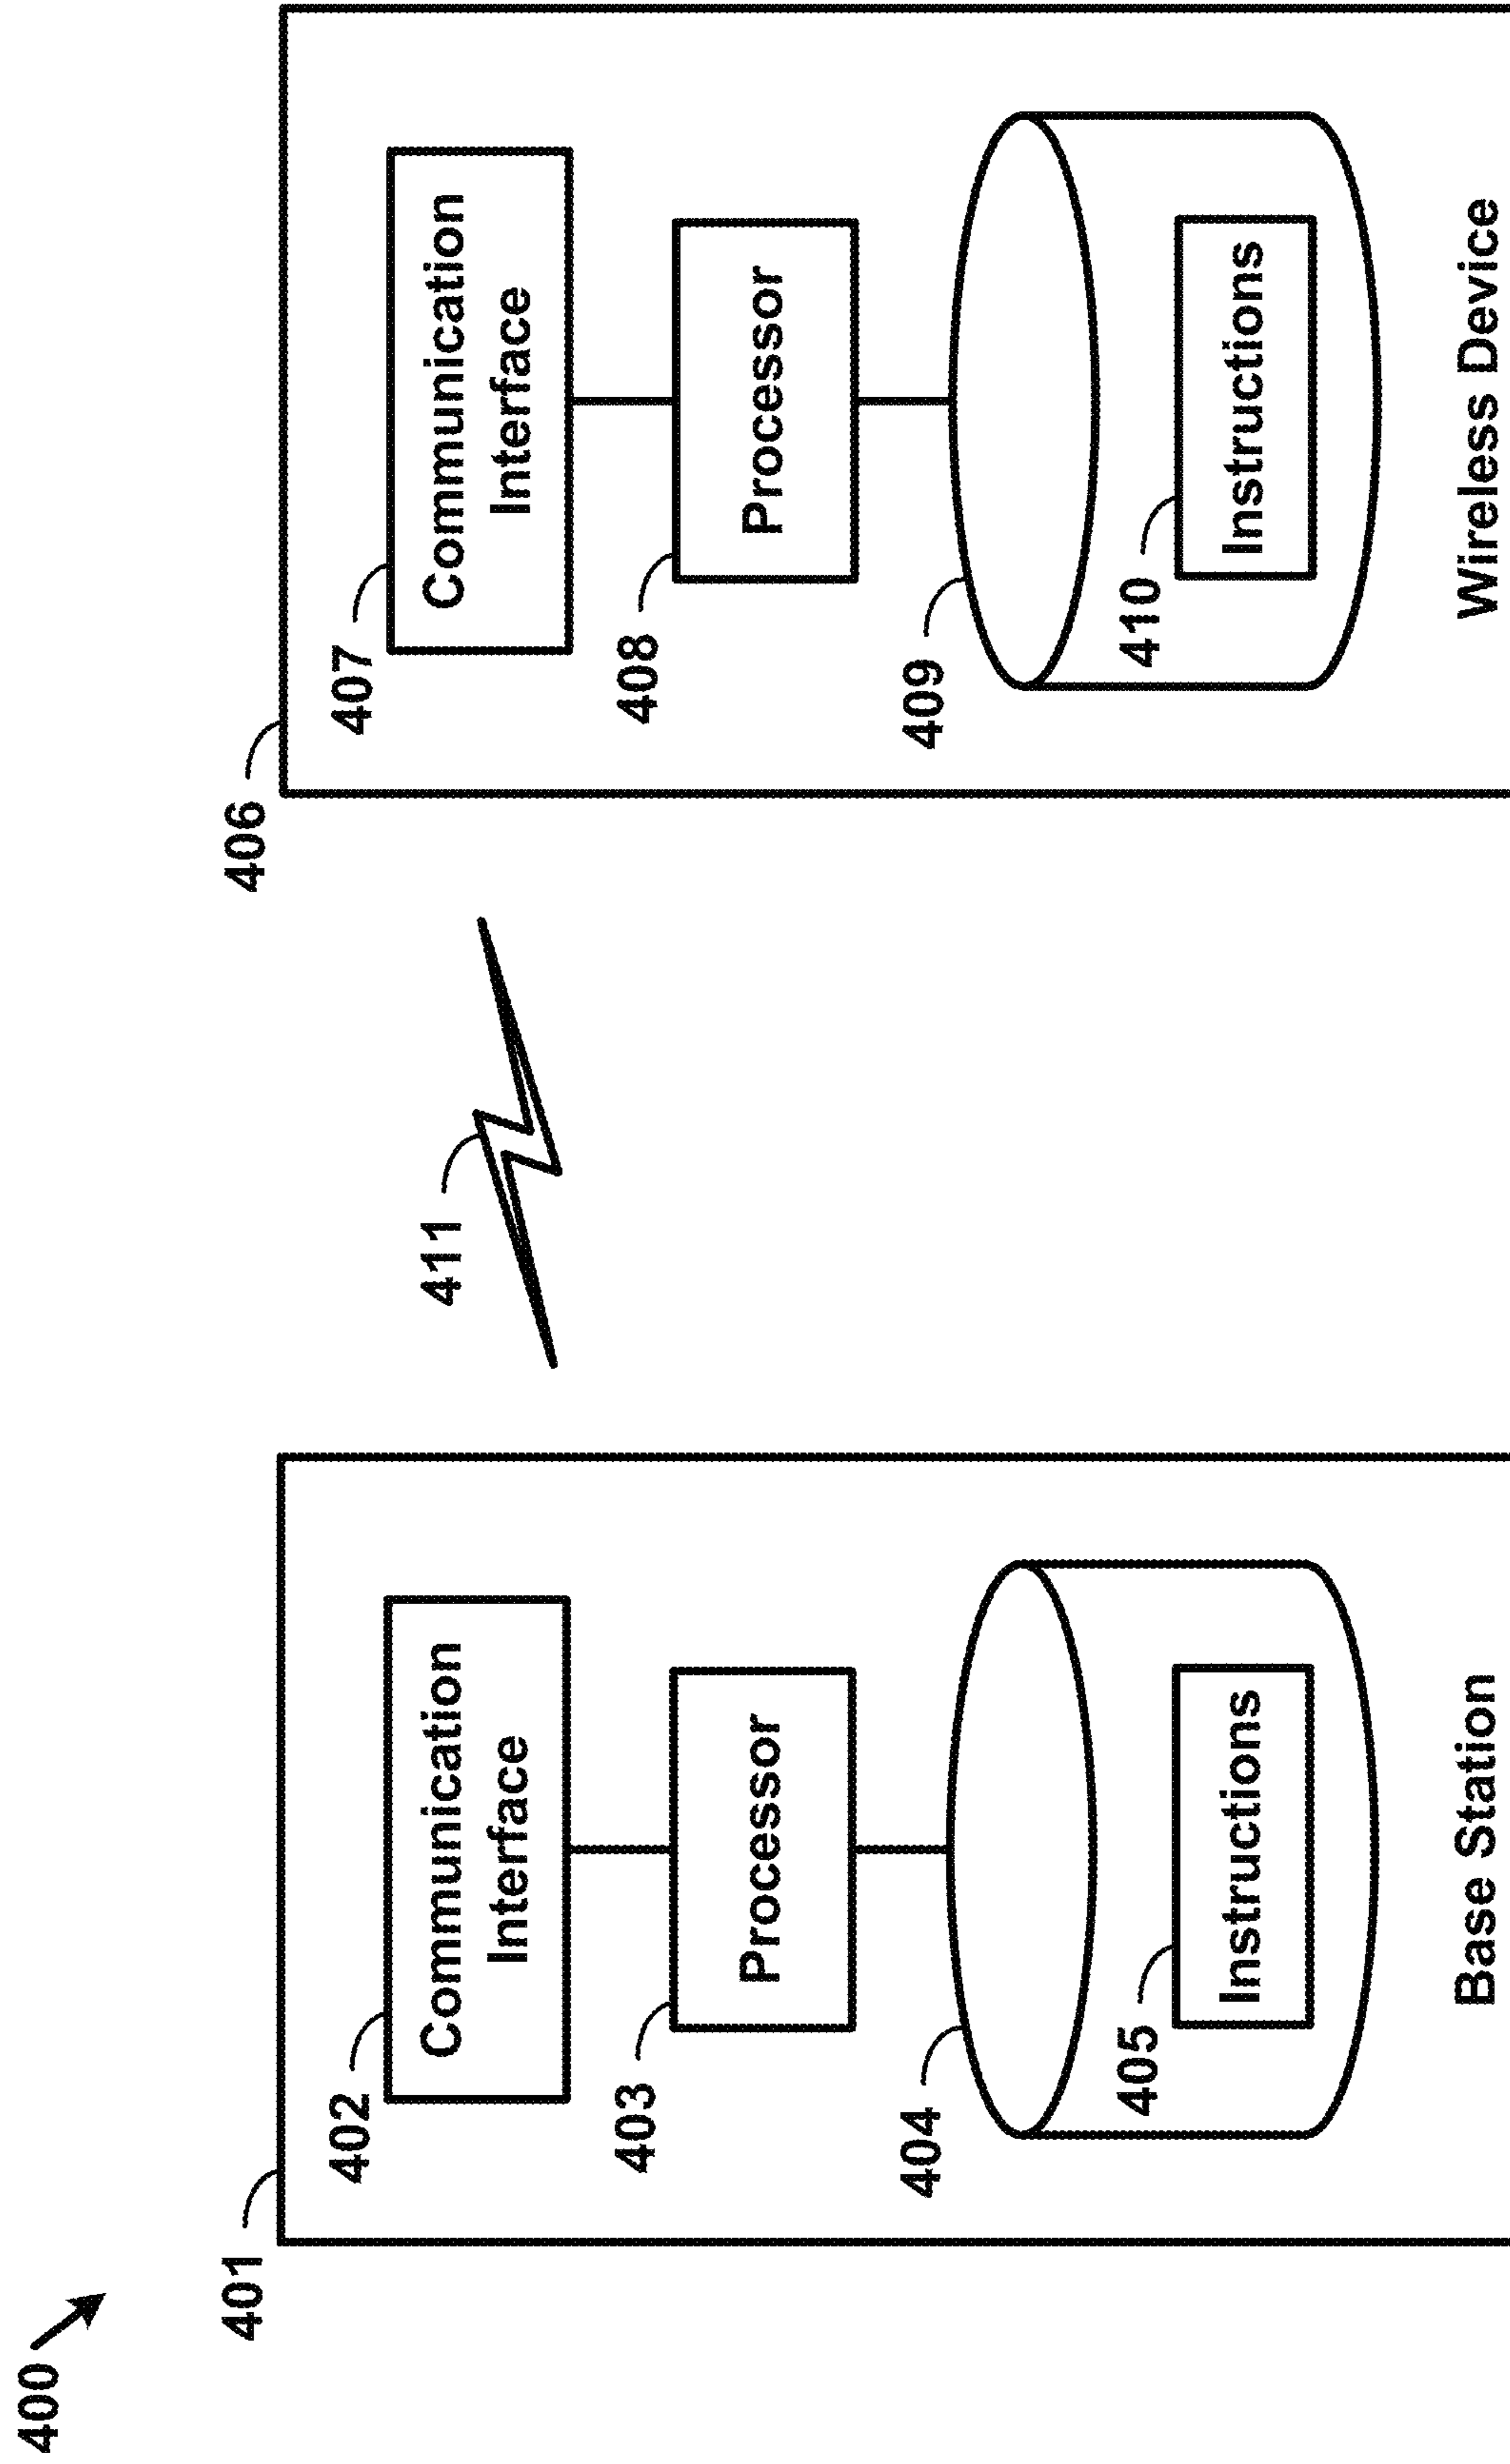 400
401
402
Communication
Interface
403
Processor
404
405
Instructions
Base Station
411
406
407
Communication
Interface
408
Processor
409
410
Instructions
Wireless Device